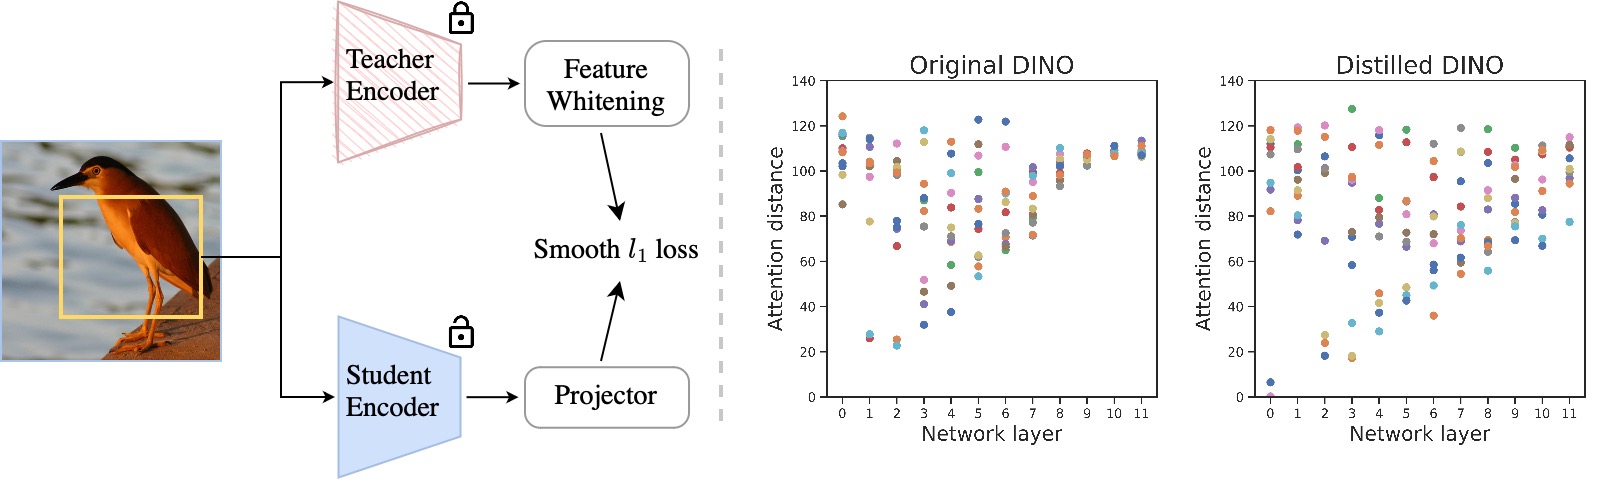 Teacher
Encoder
Feature
Whitening
Smooth l1 loss
Student
Encoder
Projector
Original DINO
140
120
100
80
60
40
20
0
Attention distance
0 1 2 3 4 5 6 7 8 9 10 11
Network layer
Distilled DINO
140
120
100
80
60
40
20
0
Attention distance
0 1 2 3 4 5 6 7 8 9 10 11
Network layer